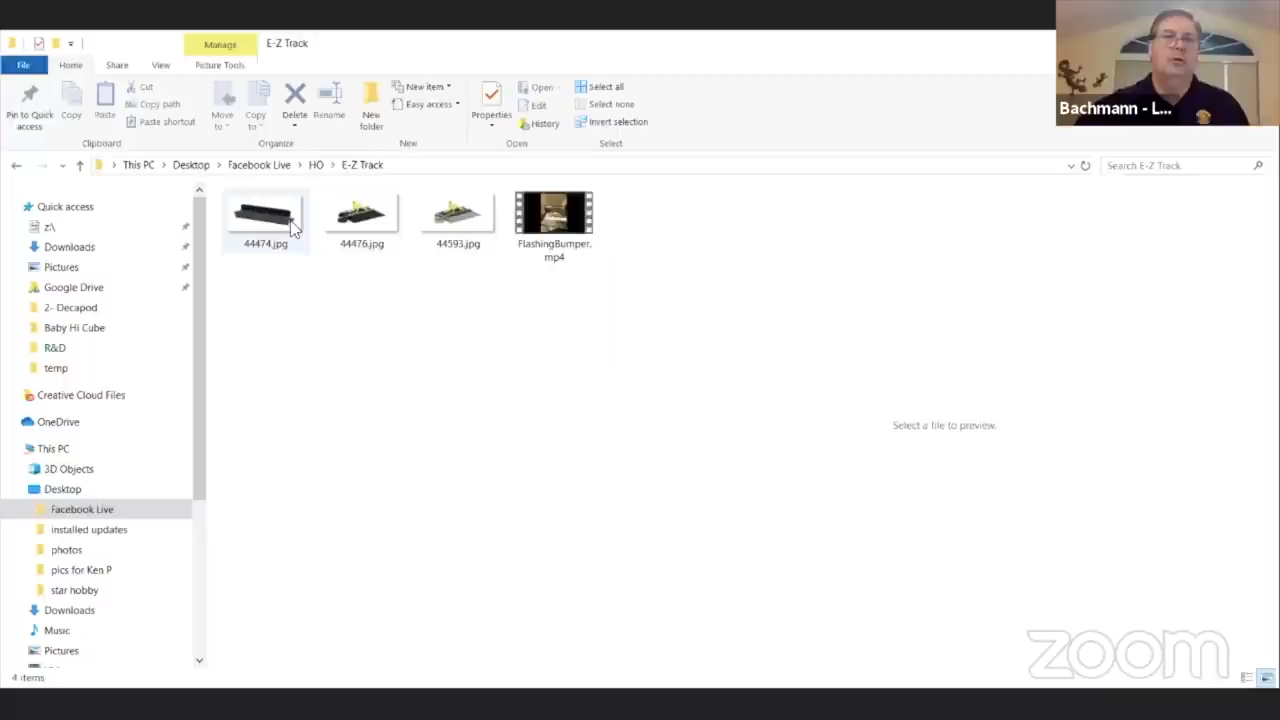 Manage
E-Z Track
Bachmann - L...
File
Home
Share
View
Picture Tools
Pin to Quick access
Copy
Paste
Cut
Copy path
Paste shortcut
Clipboard
Move to
Copy to
Delete
Rename
Organize
New folder
New item
Easy access
New
Properties
Open
Edit
History
Open
Select all
Select none
Invert selection
Select
This PC > Desktop > Facebook Live > HO > E-Z Track
Search E-Z Track
Quick access
z:\
Downloads
Pictures
Google Drive
2- Decapod
Baby Hi Cube
R&D
temp
Creative Cloud Files
OneDrive
This PC
3D Objects
Desktop
Facebook Live
installed updates
photos
pics for Ken P
star hobby
Downloads
Music
Pictures
44474.jpg
44476.jpg
44593.jpg
FlashingBumper.
mp4
Select a file to preview.
4 items
zoom